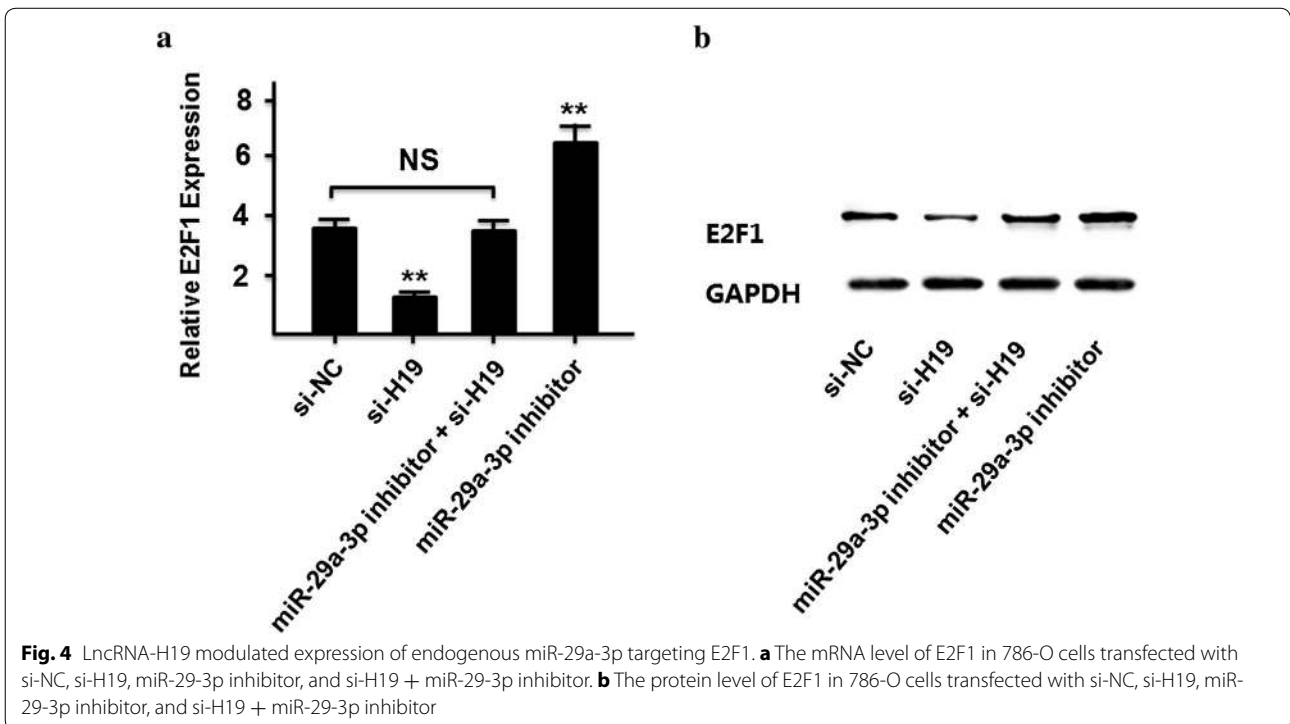 a
b
Relative E2F1 Expression
8
6
4
2
NS
**
**
si-NC
si-H19
miR-29a-3p inhibitor + si-H19
miR-29a-3p inhibitor
E2F1
GAPDH
si-NC
si-H19
miR-29a-3p inhibitor + si-H19
miR-29a-3p inhibitor
Fig. 4 LncRNA-H19 modulated expression of endogenous miR-29a-3p targeting E2F1. a The mRNA level of E2F1 in 786-O cells transfected with
si-NC, si-H19, miR-29-3p inhibitor, and si-H19 + miR-29-3p inhibitor. b The protein level of E2F1 in 786-O cells transfected with si-NC, si-H19, miR-
29-3p inhibitor, and si-H19 + miR-29-3p inhibitor